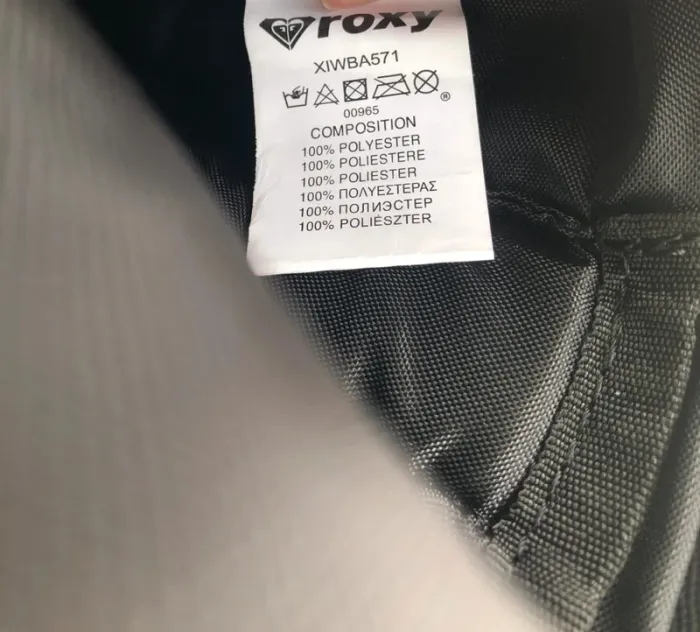 roxy
XIWBA571
®
00965
COMPOSITION
100% POLYESTER
100% POLIESTERE
100% POLIESTER
100% ΠΟΛΥΕΣΤΕΡΑΣ
100% ПОЛИЭСТЕР
100% POLIÉSZTER